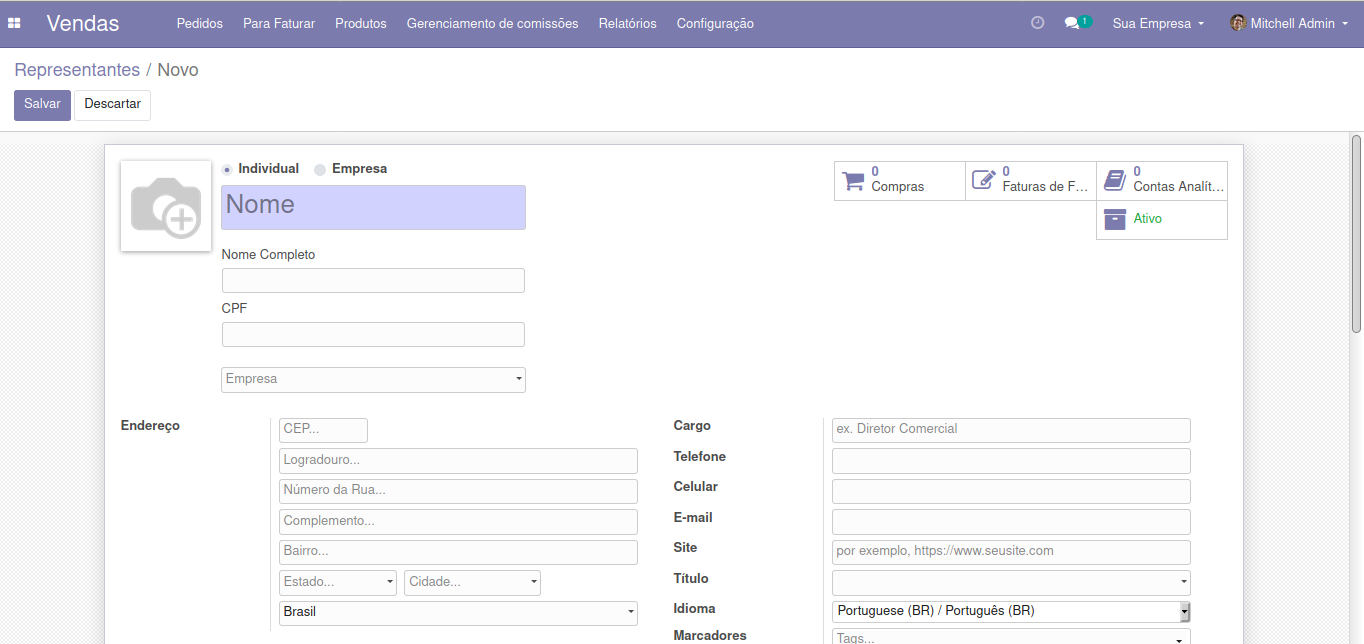 Vendas Pedidos Para Faturar Produtos Gerenciamento de comissões Relatórios Configuração 1 Sua Empresa Mitchell Admin
Representantes / Novo
Salvar Descartar
Individual Empresa
Nome
0 Compras
0 Faturas de F...
0 Contas Analít...
Ativo
Nome Completo
CPF
Empresa
Endereço
CEP...
Logradouro...
Número da Rua...
Complemento...
Bairro...
Estado... Cidade...
Brasil
Cargo ex. Diretor Comercial
Telefone
Celular
E-mail
Site por exemplo, https://www.seusite.com
Título
Idioma Portuguese (BR) / Português (BR)
Marcadores Tags...